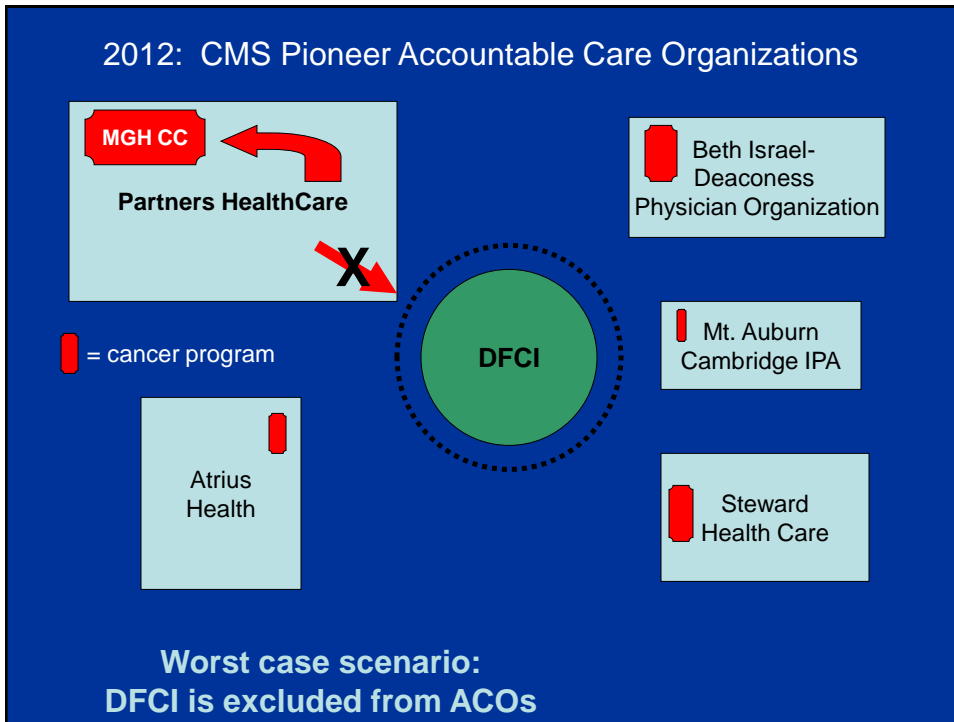 2012: CMS Pioneer Accountable Care Organizations
MGH CC
Partners HealthCare
X
= cancer program
Atrius
Health
DFCI
Beth Israel-
Deaconess
Physician Organization
Mt. Auburn
Cambridge IPA
Steward
Health Care
Worst case scenario:
DFCI is excluded from ACOs